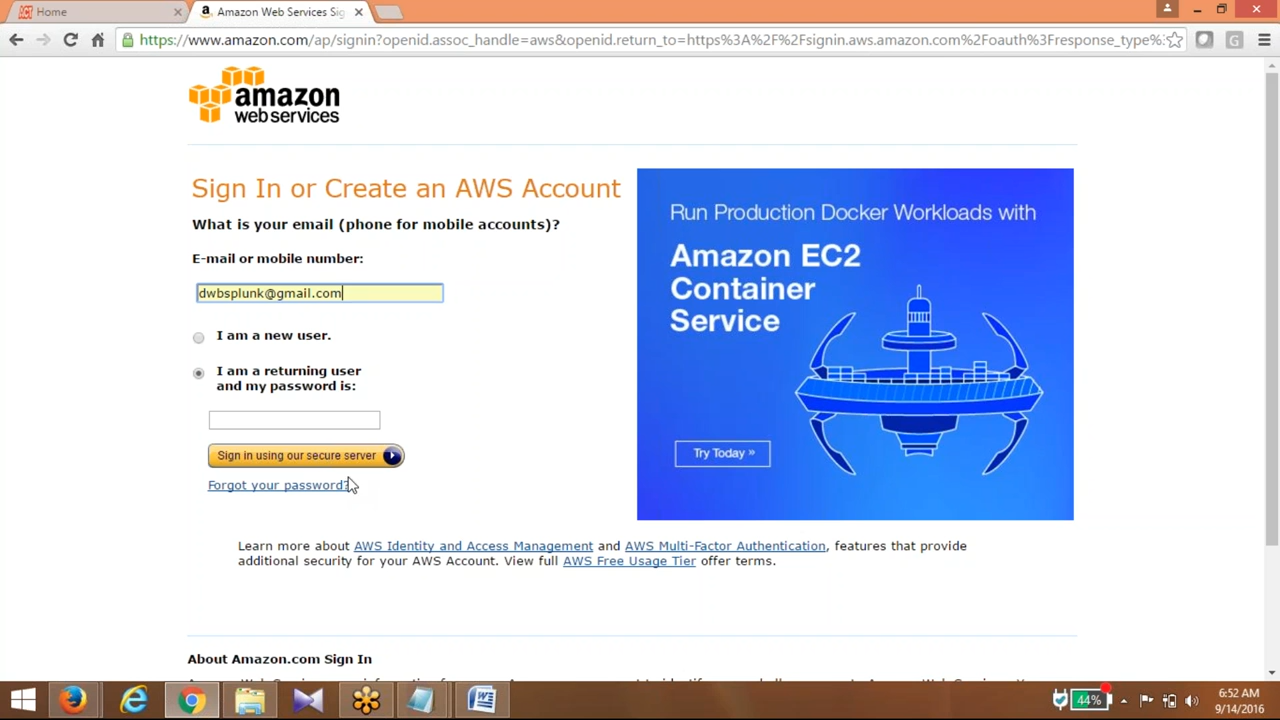 Home
Amazon Web Services Sig
https://www.amazon.com/ap/signin?openid.assoc_handle=aws&openid.return_to=https%3A%2F%2Fsignin.aws.amazon.com%2Foauth%3Fresponse_type%3
amazon
webservices
Sign In or Create an AWS Account
What is your email (phone for mobile accounts)?
E-mail or mobile number:
dwbsplunk@gmail.com
I am a new user.
I am a returning user
and my password is:
Sign in using our secure server
Forgot your password?
Run Production Docker Workloads with
Amazon EC2
Container
Service
Try Today »
Learn more about AWS Identity and Access Management and AWS Multi-Factor Authentication, features that provide
additional security for your AWS Account. View full AWS Free Usage Tier offer terms.
About Amazon.com Sign In
44%
6:52 AM
9/14/2016